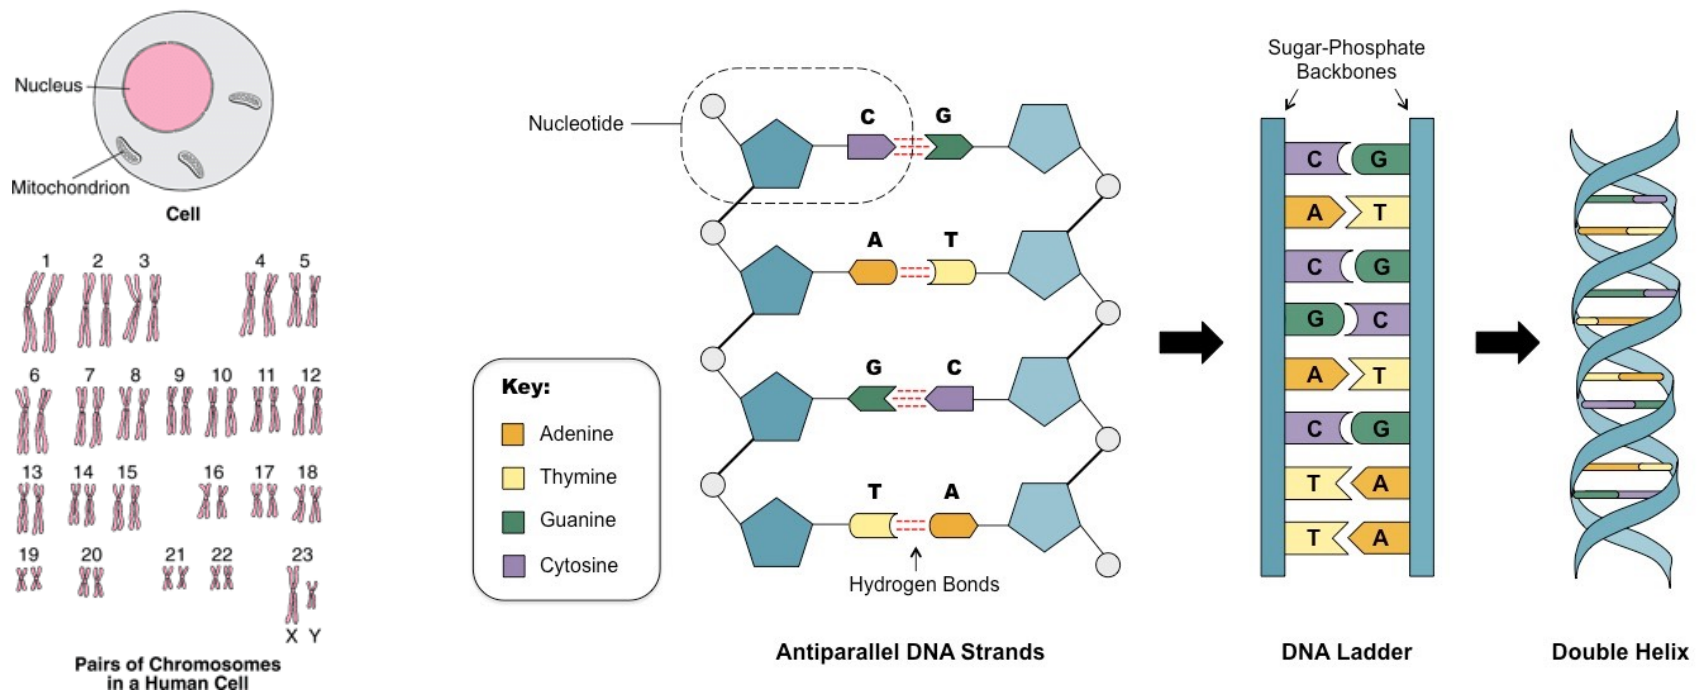 Nucleus
Mitochondrion
Cell
1 2 3 4 5
6 7 8 9 10 11 12
13 14 15 16 17 18
19 20 21 22 23
X Y
Pairs of Chromosomes
in a Human Cell
Nucleotide
C G
A T
G C
T A
Hydrogen Bonds
Key:
Adenine
Thymine
Guanine
Cytosine
Antiparallel DNA Strands
Sugar-Phosphate
Backbones
C G
A T
C G
G C
A T
C G
T A
T A
DNA Ladder
Double Helix